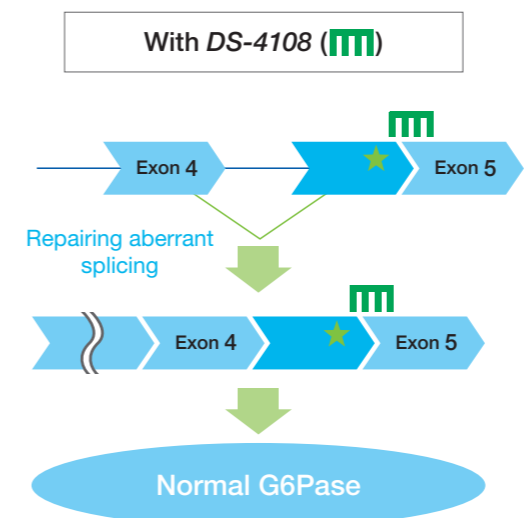 With DS-4108 ( )
Exon 4
Exon 5
Repairing aberrant
splicing
Exon 4
Exon 5
Normal G6Pase